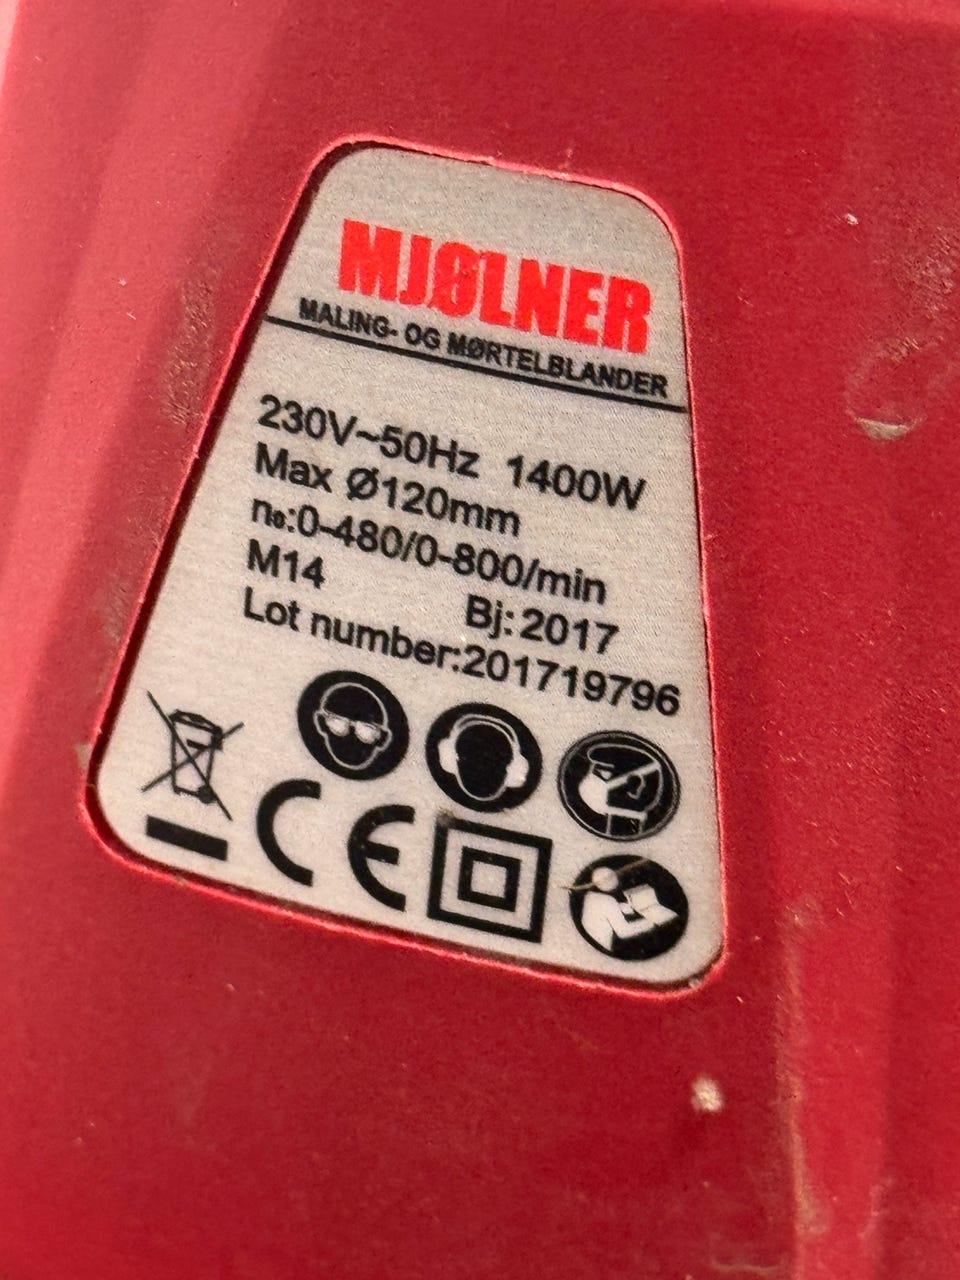 MJØLNER
MALING- OG MØRTELBLANDER
230V~50Hz 1400W
Max Ø120mm
n₀:0-480/0-800/min
M14 Bj: 2017
Lot number:201719796
CE